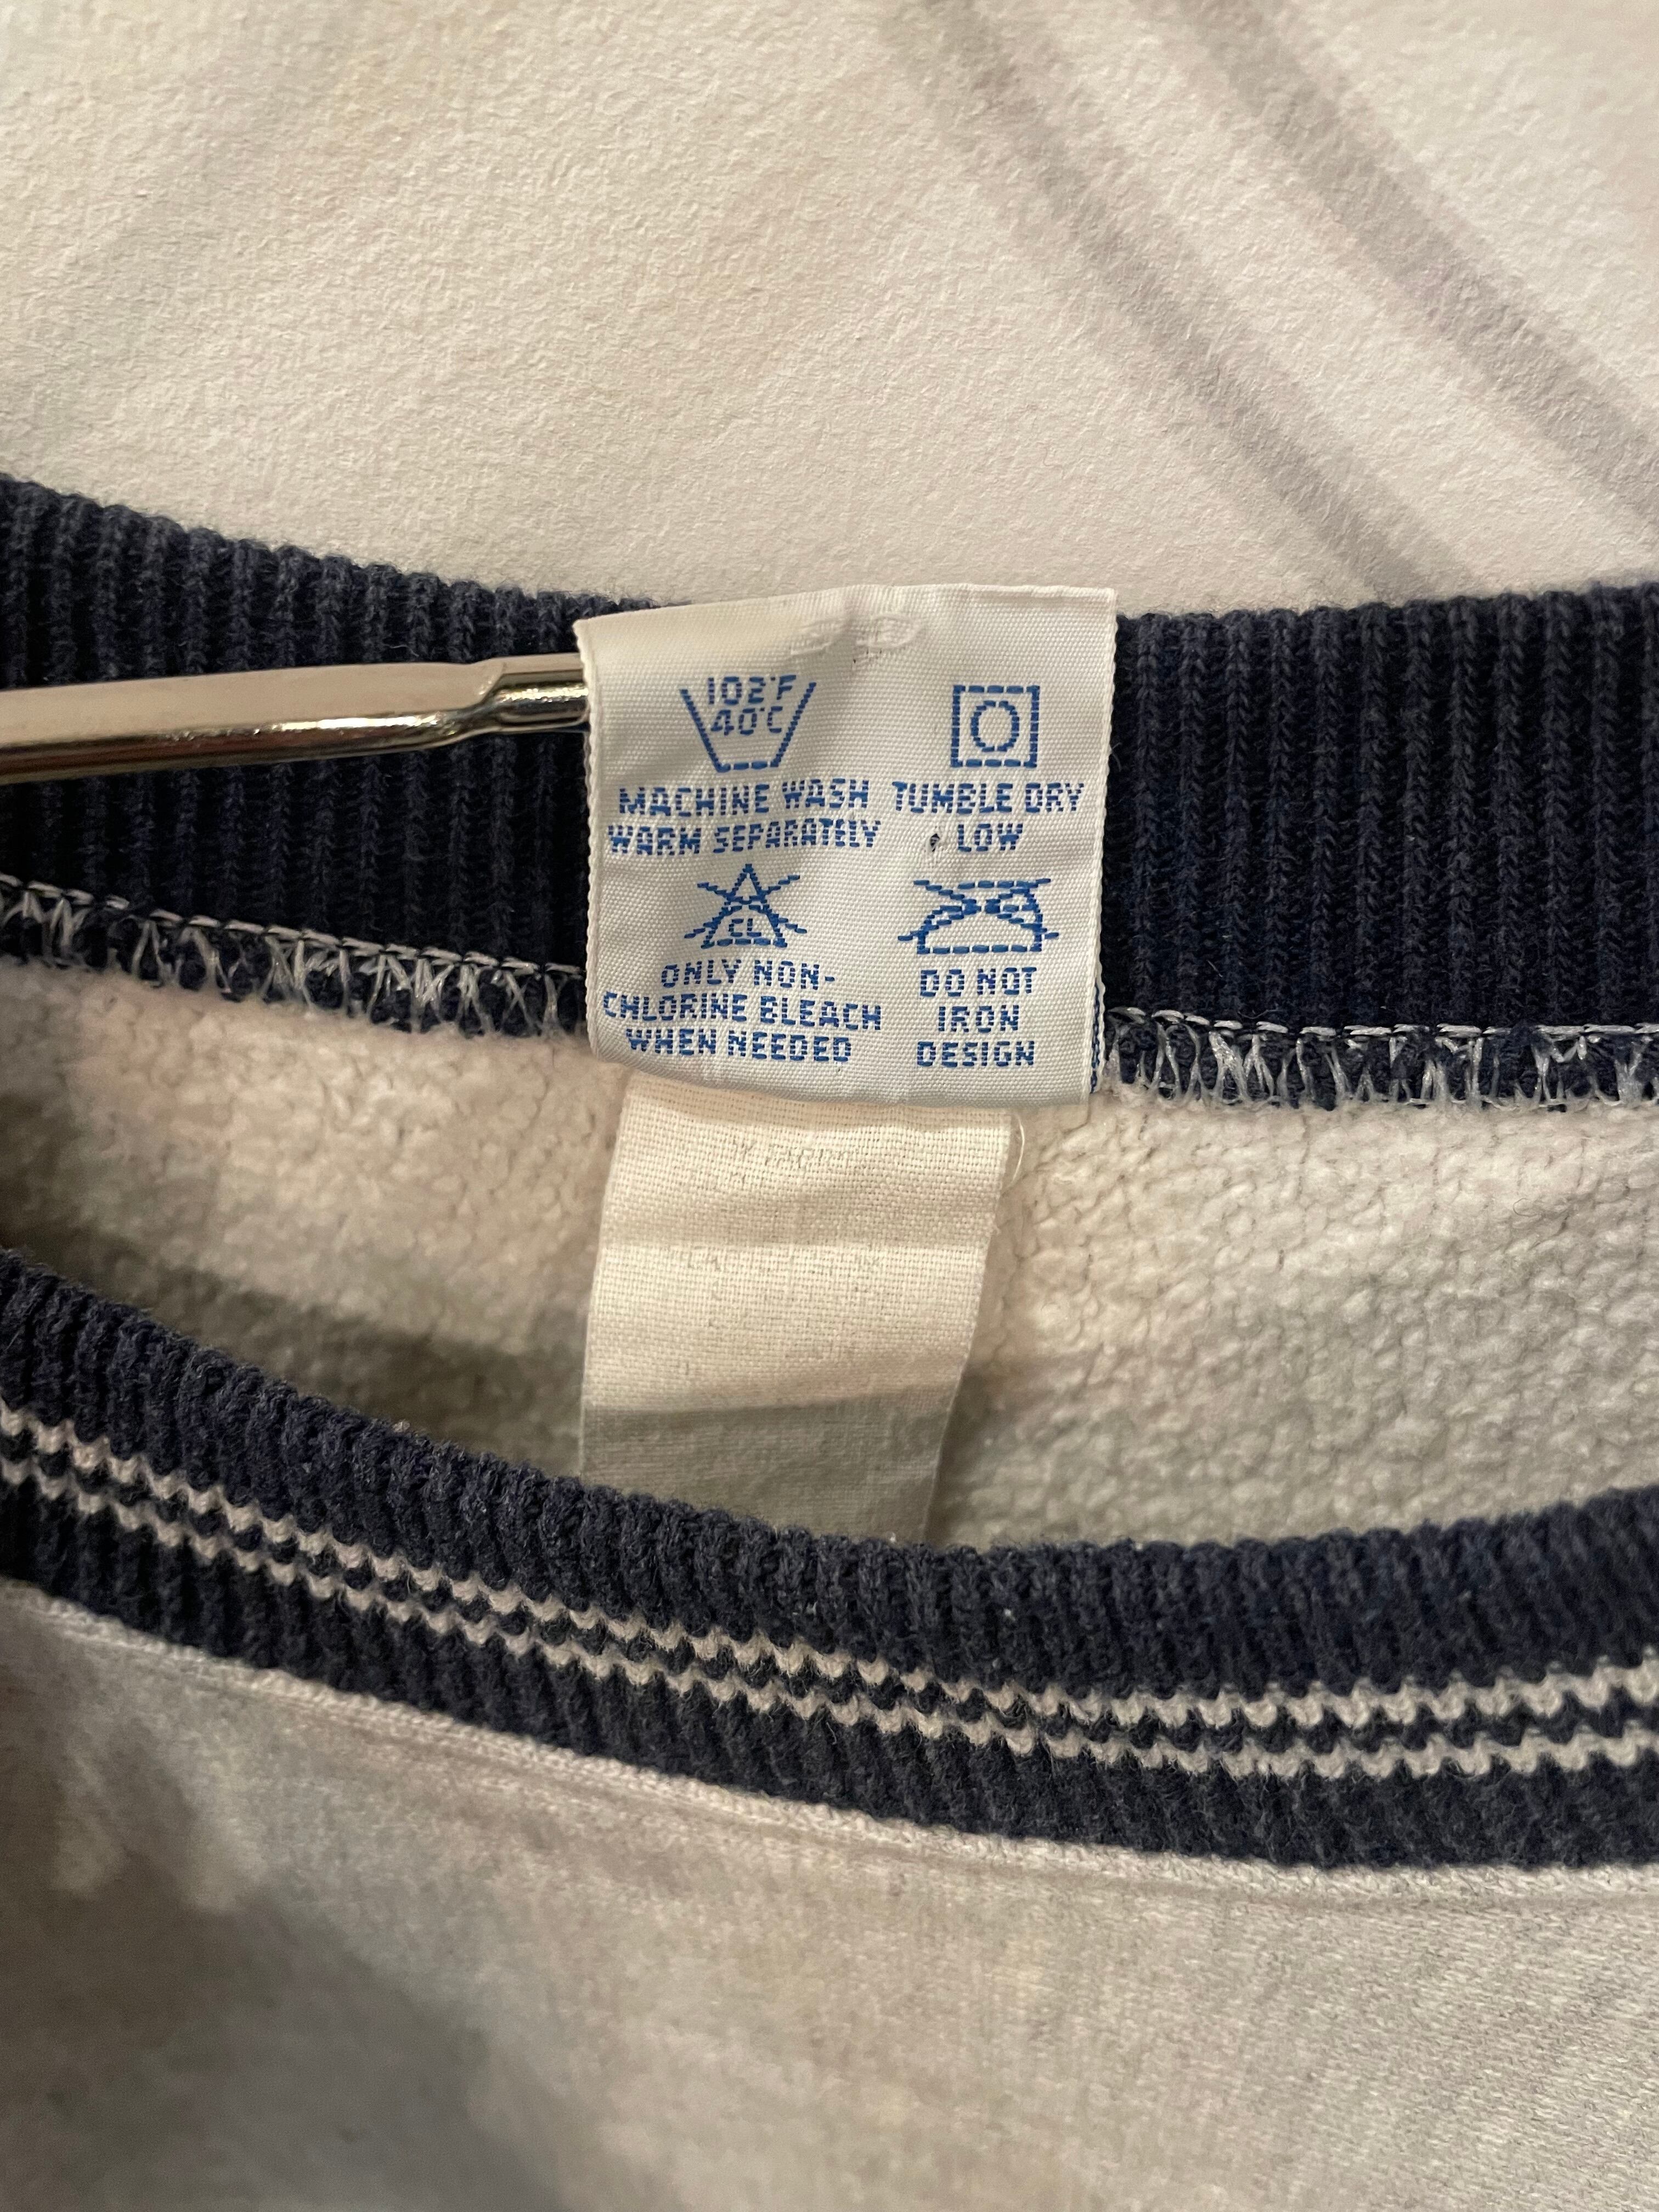 102°F
40°C
MACHINE WASH
WARM SEPARATELY
TUMBLE DRY
LOW
CL
ONLY NON-
CHLORINE BLEACH
WHEN NEEDED
DO NOT
IRON
DESIGN